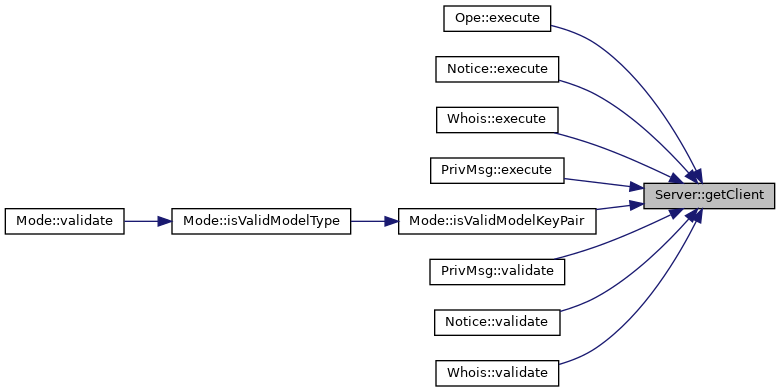 Ope::execute
Notice::execute
Whois::execute
PrivMsg::execute
Server::getClient
Mode::validate
Mode::isValidModelType
Mode::isValidModelKeyPair
PrivMsg::validate
Notice::validate
Whois::validate